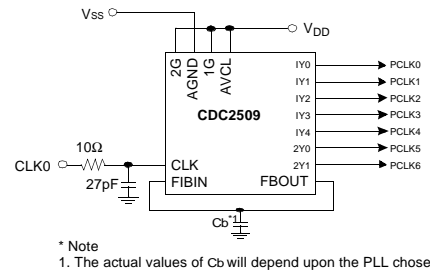 Vss
VDD
2G
AGND
1G
AVCL
CDC2509
IY0
IY1
IY2
IY3
IY4
2Y0
2Y1
PCLK0
PCLK1
PCLK2
PCLK3
PCLK4
PCLK5
PCLK6
CLK0
10Ω
27pF
CLK
FIBIN
FBOUT
Cb*1
* Note
1. The actual values of Cb will depend upon the PLL chose